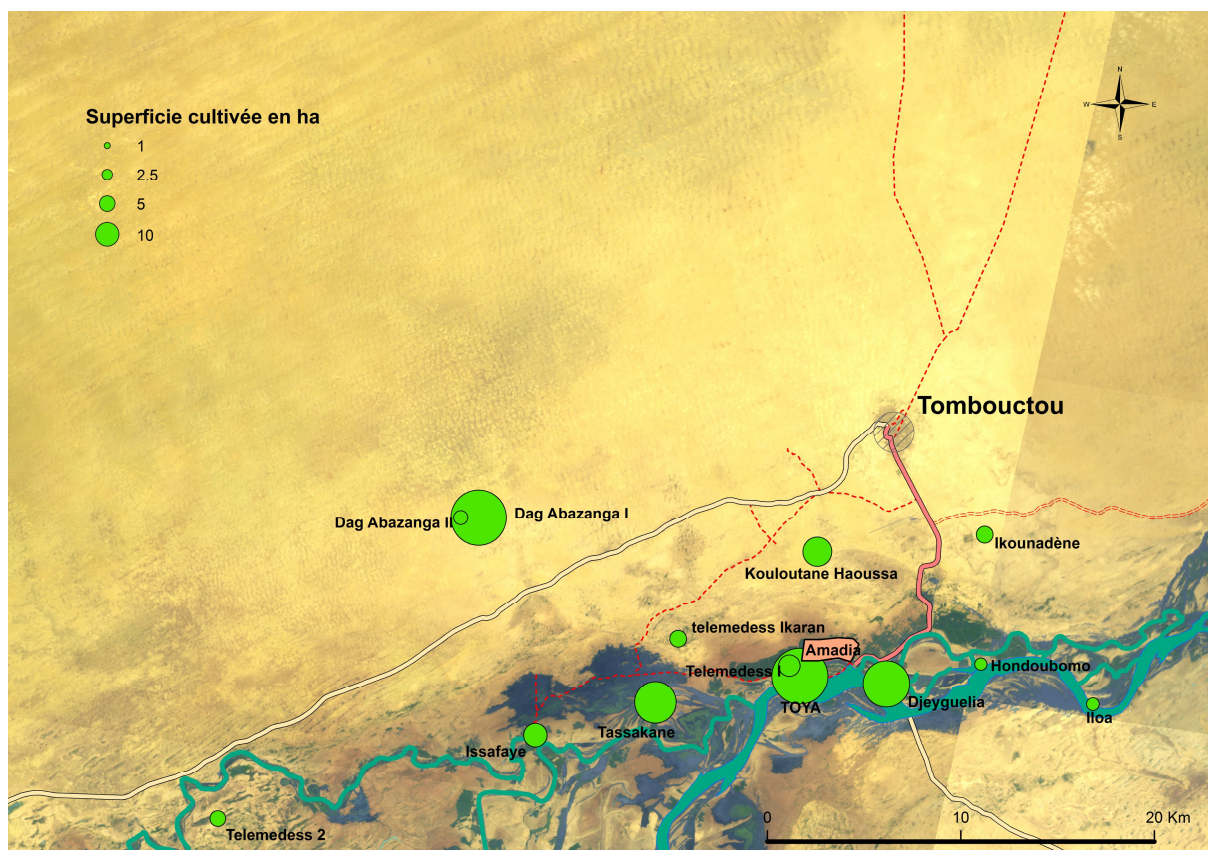 N
W
E
S
Superficie cultivée en ha
1
2.5
5
10
Tombouctou
Dag Abazanga II
Dag Abazanga I
Ikounadène
Kouloutane Haoussa
telemedess Ikaran
Amadia
Telemedess I
Hondoubomo
TOYA
Djeyguelia
Iloa
Tassakane
Issafaye
Telemedess 2
0
10
20 Km